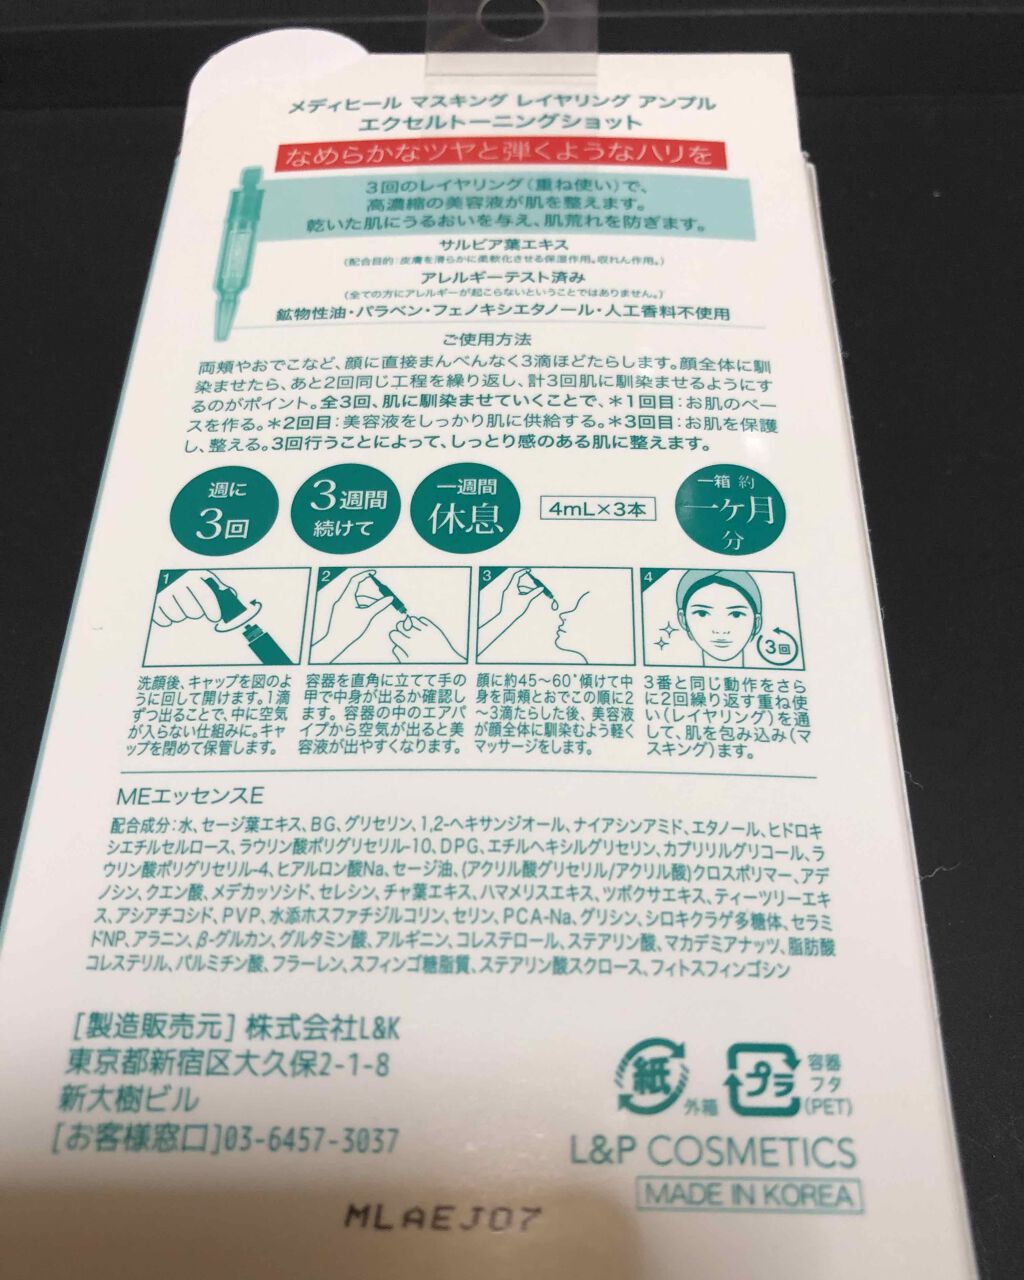 メディヒール マスキング レイヤリング アンプル
エクセルトーニングショット
なめらかなツヤと弾くようなハリを
3回のレイヤリング(重ね使い)で、
高濃縮の美容液が肌を整えます。
乾いた肌にうるおいを与え、肌荒れを防ぎます。
サルビア葉エキス
(配合目的:皮膚を滑らかに柔軟化させる保湿作用。収れん作用。)
アレルギーテスト済み
(全ての方にアレルギーが起こらないということではありません。)
鉱物性油・パラベン・フェノキシエタノール・人工香料不使用
ご使用方法
両頬やおでこなど、顔に直接まんべんなく3滴ほどたらします。顔全体に馴
染ませたら、あと2回同じ工程を繰り返し、計3回肌に馴染ませるようにす
るのがポイント。全3回、肌に馴染ませていくことで、＊1回目：お肌のベー
スを作る。＊2回目：美容液をしっかり肌に供給する。＊3回目：お肌を保護
し、整える。3回行うことによって、しっとり感のある肌に整えます。
週に
3回
3週間
続けて
一週間
休息
4mL×3本
一箱 約
一ケ月
分
1
2
3
4
3回
洗顔後、キャップを図のよ
うに回して開けます。1滴
ずつ出ることで、中に空気
が入らない仕組みに。キャ
ップを閉めて保管します。
容器を直角に立てて手の
甲で中身が出るか確認し
ます。容器の中のエアパ
イプから空気が出ると美
容液が出やすくなります。
顔に約45〜60°傾けて中
身を両頬とおでこの順に2
〜3滴たらした後、美容液
が顔全体に馴染むよう軽く
マッサージをします。
3番と同じ動作をさら
に2回繰り返す重ね使
い(レイヤリング)を通
して、肌を包み込み(マ
スキング)ます。
MEエッセンスE
配合成分:水、セージ葉エキス、BG、グリセリン、1,2-ヘキサンジオール、ナイアシンアミド、エタノール、ヒドロキ
シエチルセルロース、ラウリン酸ポリグリセリル-10、DPG、エチルヘキシルグリセリン、カプリリルグリコール、ラ
ウリン酸ポリグリセリル-4、ヒアルロン酸Na、セージ油、(アクリル酸グリセリル/アクリル酸)クロスポリマー、アデ
ノシン、クエン酸、メデカッソシド、セレシン、チャ葉エキス、ハマメリスエキス、ツボクサエキス、ティーツリーエキ
ス、アシアチコシド、PVP、水添ホスファチジルコリン、セリン、PCA-Na、グリシン、シロキクラゲ多糖体、セラミ
ドNP、アラニン、β-グルカン、グルタミン酸、アルギニン、コレステロール、ステアリン酸、マカデミアナッツ、脂肪酸
コレステリル、パルミチン酸、フラーレン、スフィンゴ糖脂質、ステアリン酸スクロース、フィトスフィンゴシン
[製造販売元] 株式会社L&K
東京都新宿区大久保2-1-8
新大樹ビル
[お客様窓口]03-6457-3037
紙
外箱
プラ
容器
フタ
(PET)
L&P COSMETICS
MADE IN KOREA
MLAEJ07